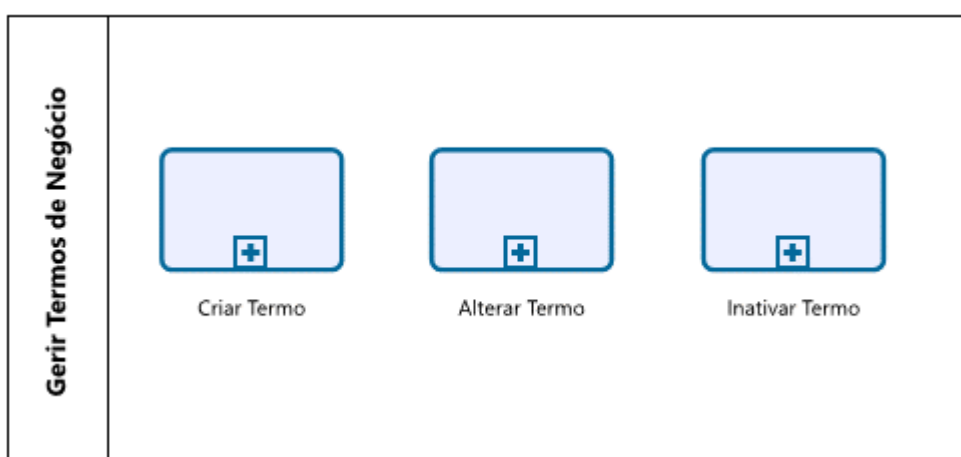 Gerir Termos de Negócio
Criar Termo
Alterar Termo
Inativar Termo